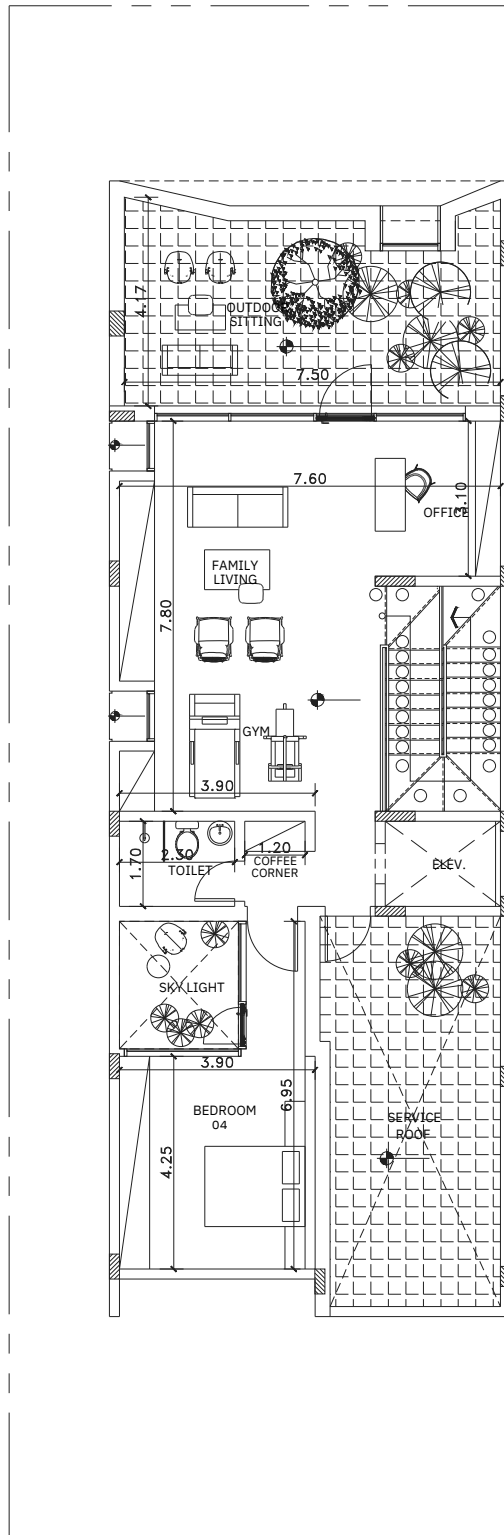 4.17
OUTDOOR
SITTING
7.50
7.60
3.10
OFFICE
FAMILY
LIVING
7.80
GYM
3.90
1.70
2.30
TOILET
1.20
COFFEE
CORNER
ELEV.
SKY LIGHT
3.90
6.95
BEDROOM
04
4.25
SERVICE
ROOF